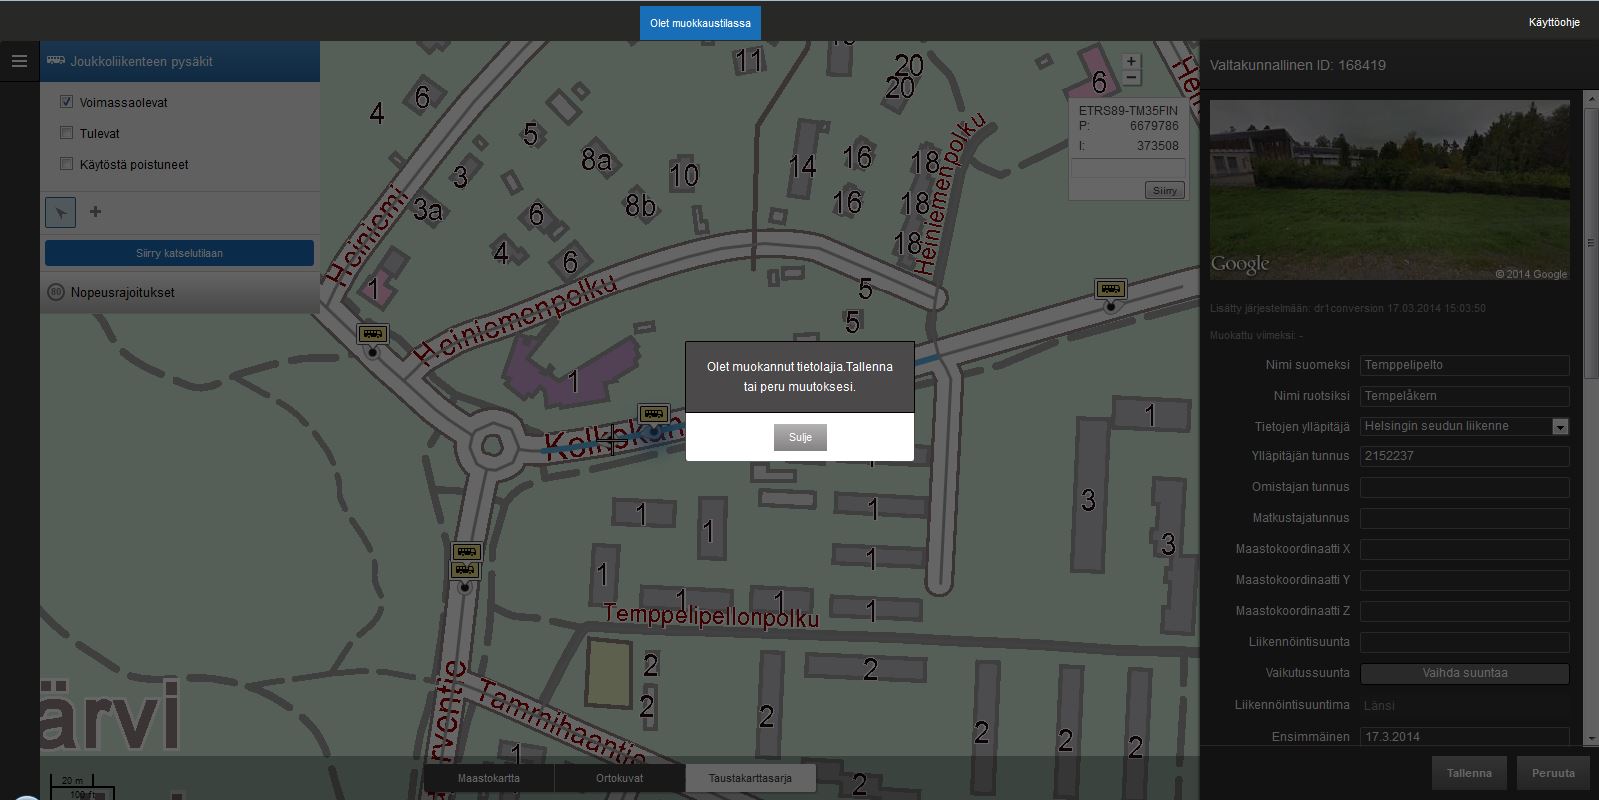 Olet muokkaustilassa
Käyttöohje
Joukkoliikenteen pysäkit
Voimassaolevat
Tulevat
Käytöstä poistuneet
Siirry katselutilaan
80 Nopeusrajoitukset
4
6
11
20
20
6
5
3
8a
3a
8b
10
14
16
16
18
18
18
4
6
6
5
5
1
Heiniemi
Heiniemenpolku
Heiniemenpolku
+
−
ETRS89-TM35FIN
P: 6679786
I: 373508
Siirry
1
Olet muokannut tietolajia.Tallenna
tai peru muutoksesi.
Sulje
1
1
1
1
1
1
1
1
1
1
3
3
Temppelipellonpolku
2
2
2
2
2
2
2
2
Tammihaantie
rventie
1
ärvi
20 m
100 ft
Maastokartta
Ortokuvat
Taustakarttasarja
Valtakunnallinen ID: 168419
Google
© 2014 Google
Lisätty järjestelmään: dr1conversion 17.03.2014 15:03:50
Muokattu viimeksi: -
Nimi suomeksi Temppelipelto
Nimi ruotsiksi Tempelåkern
Tietojen ylläpitäjä Helsingin seudun liikenne
Ylläpitäjän tunnus 2152237
Omistajan tunnus
Matkustajatunnus
Maastokoordinaatti X
Maastokoordinaatti Y
Maastokoordinaatti Z
Liikennöintisuunta
Vaikutussuunta Vaihda suuntaa
Liikennöintisuuntima Länsi
Ensimmäinen 17.3.2014
Tallenna
Peruuta